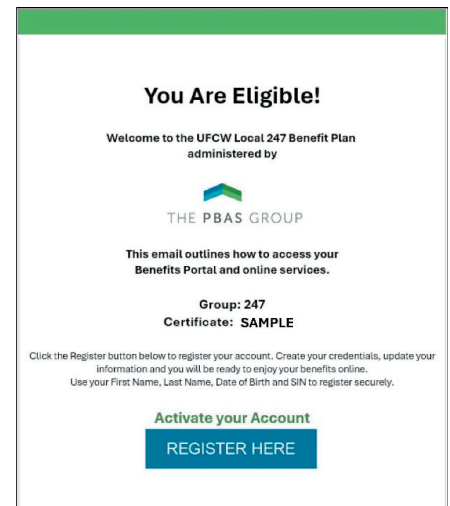 You Are Eligible!
Welcome to the UFCW Local 247 Benefit Plan
administered by
THE PBAS GROUP
This email outlines how to access your
Benefits Portal and online services.
Group: 247
Certificate: SAMPLE
Click the Register button below to register your account. Create your credentials, update your
information and you will be ready to enjoy your benefits online.
Use your First Name, Last Name, Date of Birth and SIN to register securely.
Activate your Account
REGISTER HERE